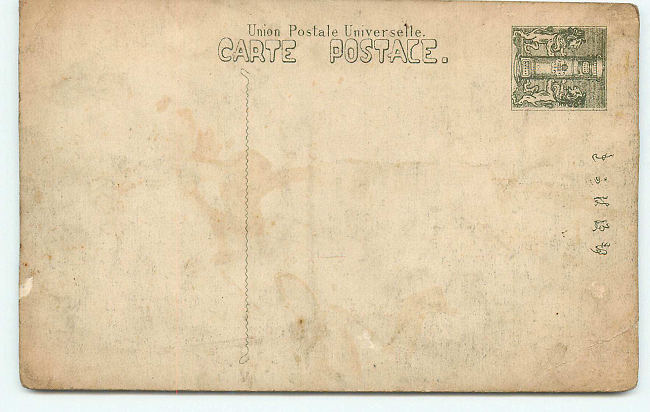 Union Postale Universelle.
CARTE POSTALE.